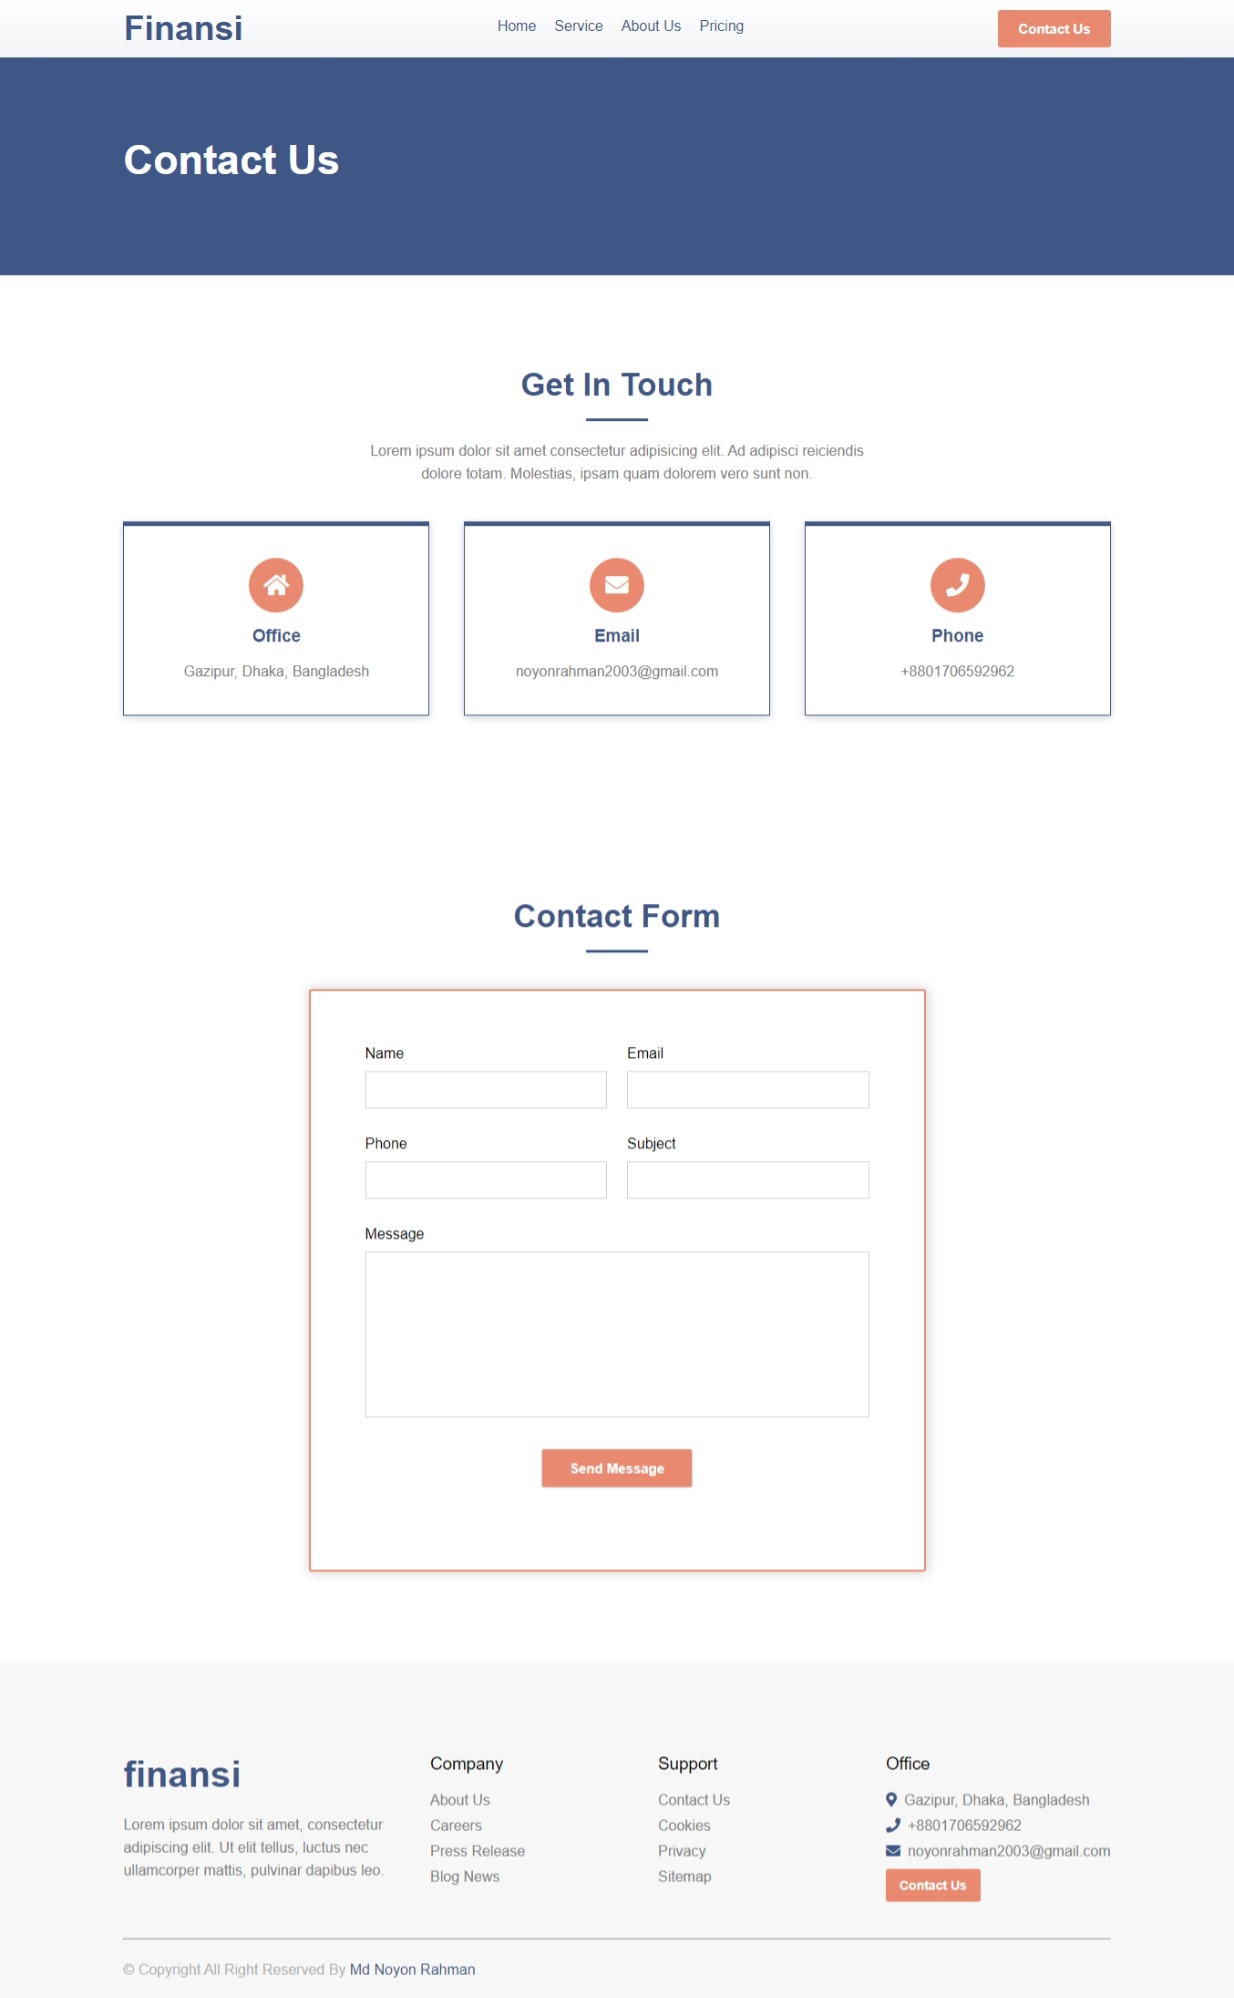 Finansi
Home Service About Us Pricing
Contact Us
Contact Us
Get In Touch
Lorem ipsum dolor sit amet consectetur adipisicing elit. Ad adipisci reiciendis
dolore totam. Molestias, ipsam quam dolorem vero sunt non.
Office
Gazipur, Dhaka, Bangladesh
Email
noyonrahman2003@gmail.com
Phone
+8801706592962
Contact Form
Name
Email
Phone
Subject
Message
Send Message
finansi
Lorem ipsum dolor sit amet, consectetur
adipiscing elit. Ut elit tellus, luctus nec
ullamcorper mattis, pulvinar dapibus leo.
Company
About Us
Careers
Press Release
Blog News
Support
Contact Us
Cookies
Privacy
Sitemap
Office
Gazipur, Dhaka, Bangladesh
+8801706592962
noyonrahman2003@gmail.com
Contact Us
© Copyright All Right Reserved By Md Noyon Rahman